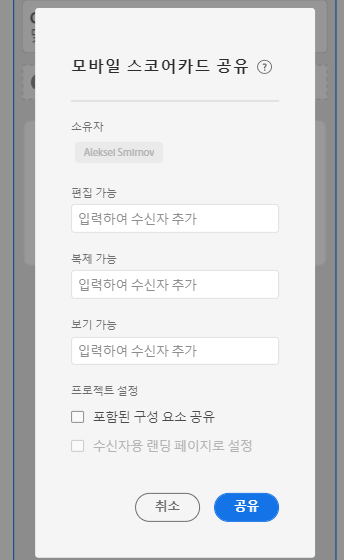 모바일 스코어카드 공유
소유자
Aleksei Smirnov
편집 가능
입력하여 수신자 추가
복제 가능
입력하여 수신자 추가
보기 가능
입력하여 수신자 추가
프로젝트 설정
포함된 구성 요소 공유
수신자용 랜딩 페이지로 설정
취소 공유